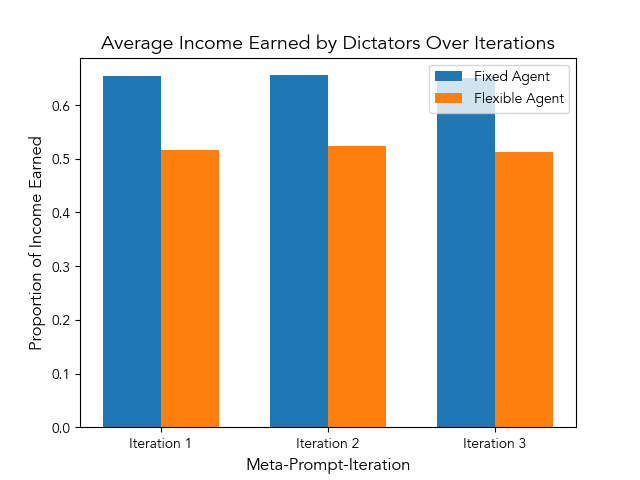 Average Income Earned by Dictators Over Iterations
Fixed Agent
Flexible Agent
Proportion of Income Earned
0.6
0.5
0.4
0.3
0.2
0.1
0.0
Iteration 1
Iteration 2
Iteration 3
Meta-Prompt-Iteration